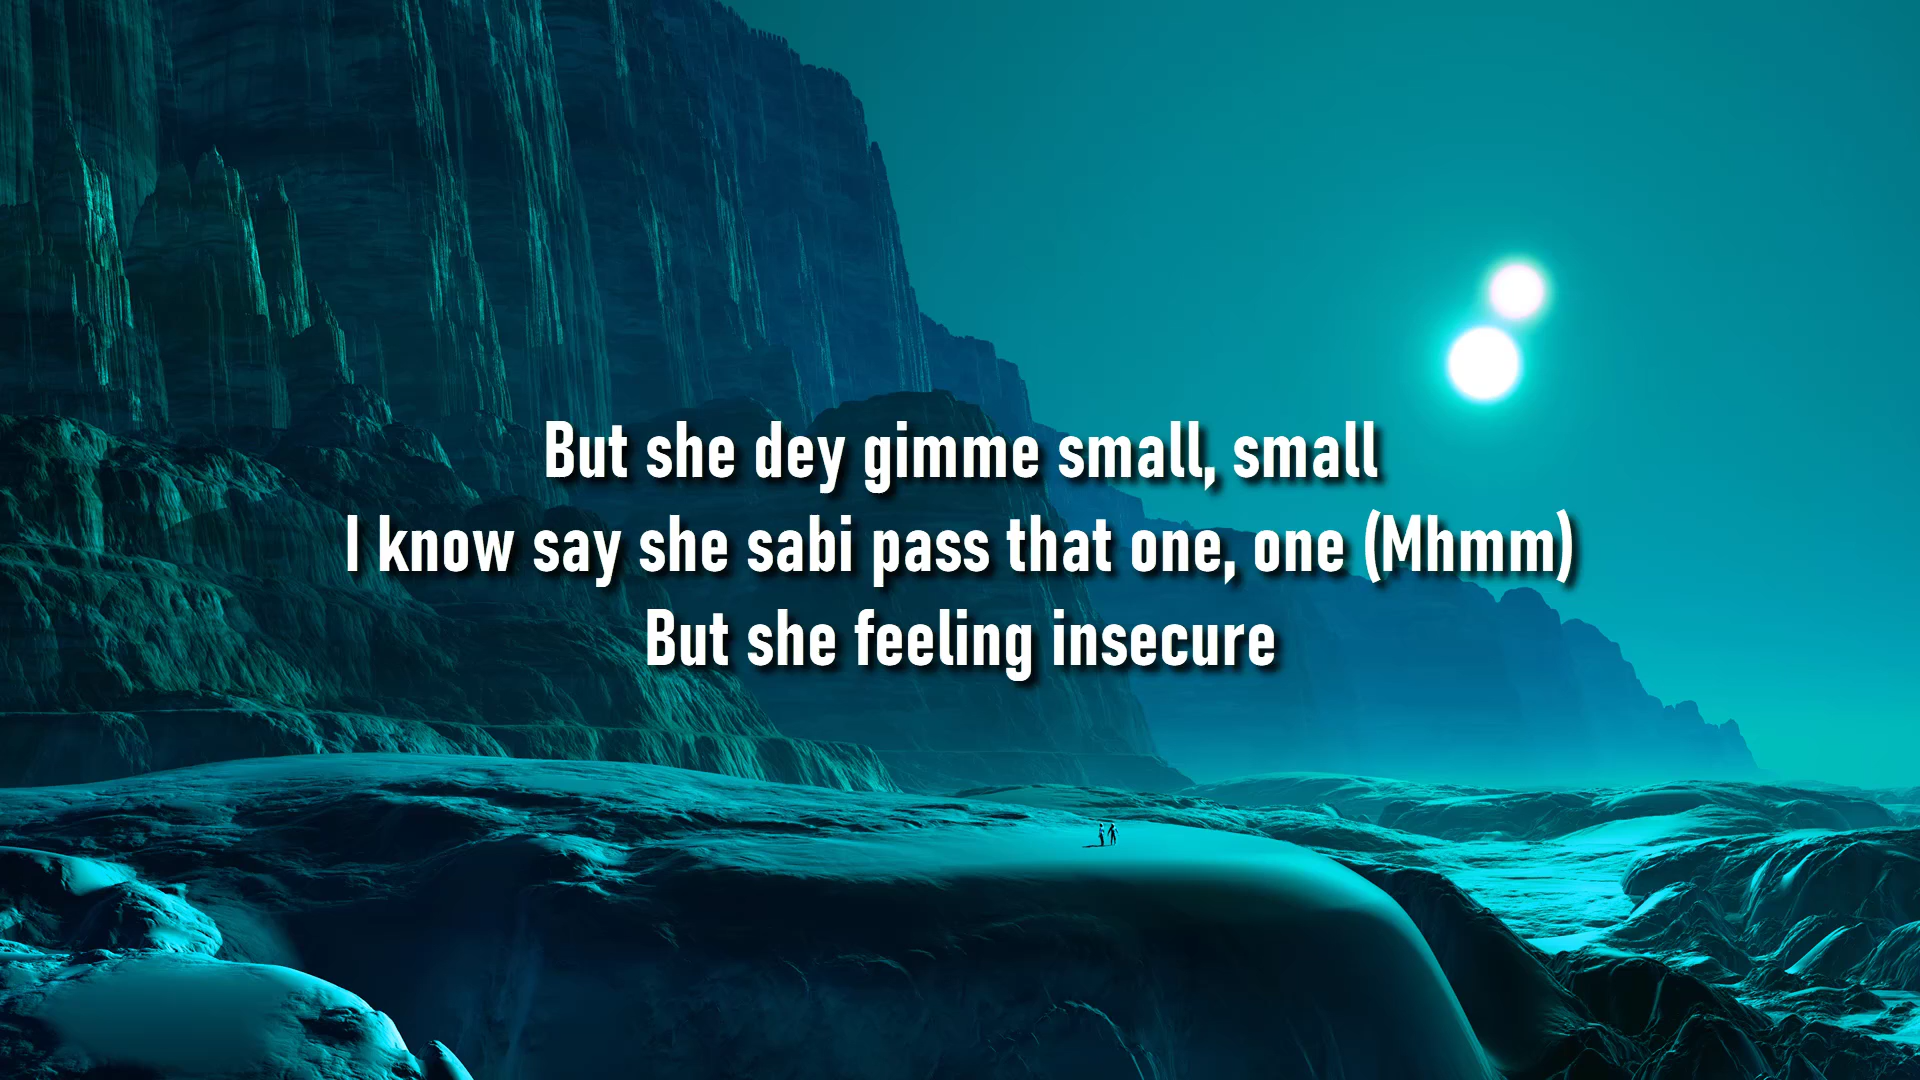 But she dey gimme small, small
I know say she sabi pass that one, one (Mhmm)
But she feeling insecure